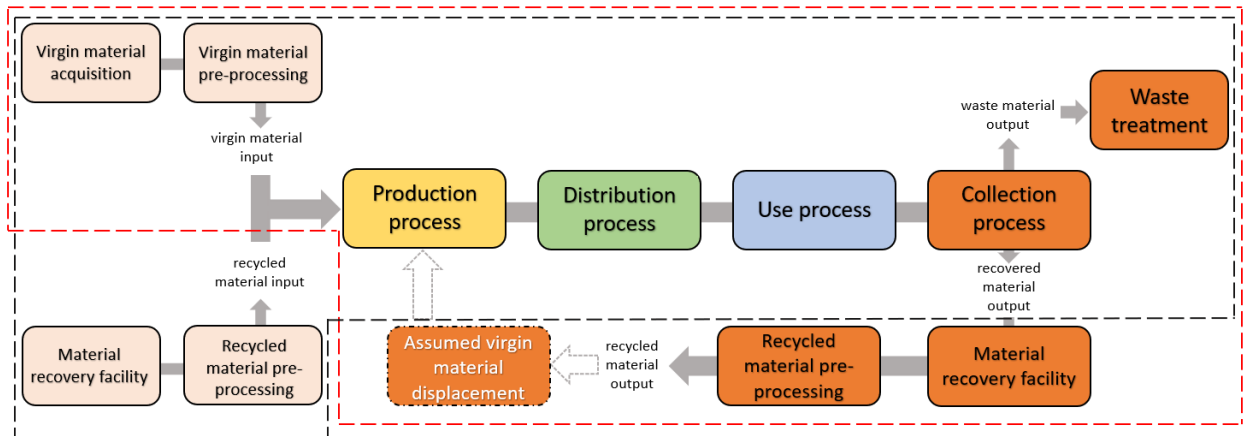 Virgin material
acquisition
Virgin material
pre-processing
virgin material
input
waste material
output
Waste
treatment
Production
process
Distribution
process
Use process
Collection
process
recycled
material input
recovered
material
output
Material
recovery facility
Recycled
material pre-
processing
Assumed virgin
material
displacement
recycled
material
output
Recycled
material pre-
processing
Material
recovery facility